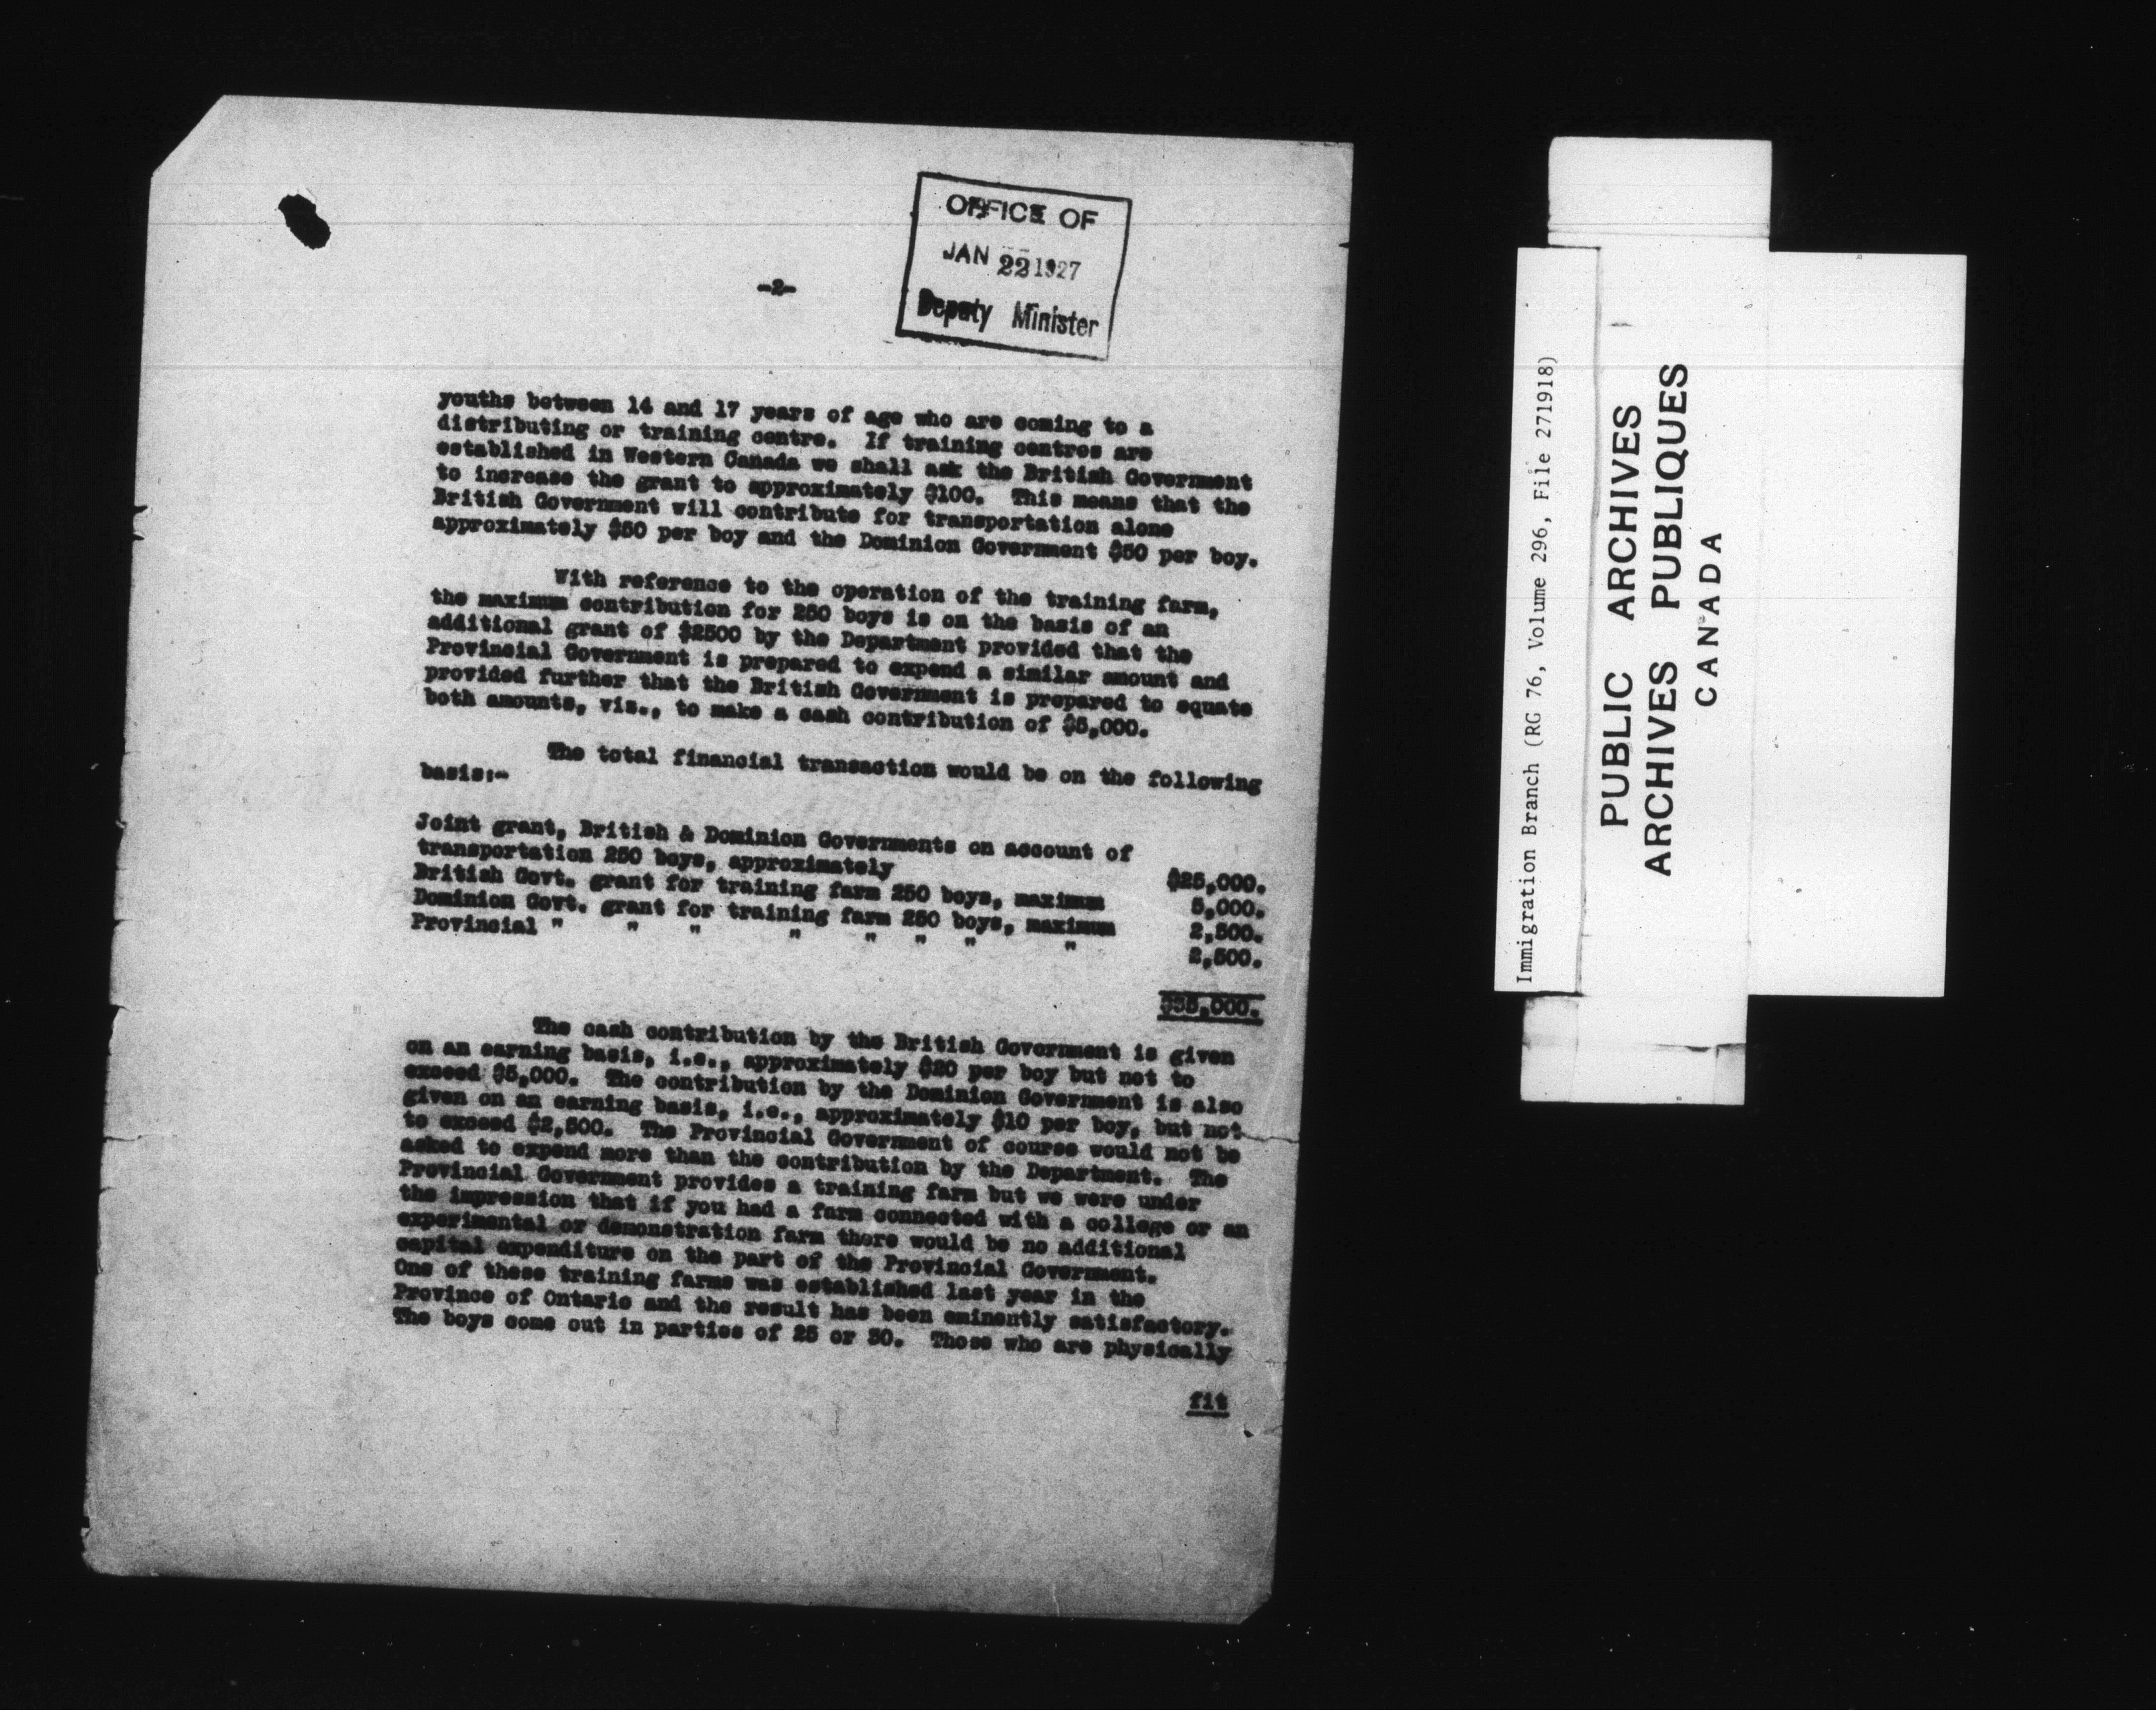 OFFICE OF
JAN 22 1927
Deputy Minister
-2-
youths between 14 and 17 years of age who are coming to a
distributing or training centre. If training centres are
established in Western Canada we shall ask the British Government
to increase the grant to approximately $100. This means that the
British Government will contribute for transportation alone
approximately $50 per boy and the Dominion Government $50 per boy.
With reference to the operation of the training farm,
the maximum contribution for 250 boys is on the basis of an
additional grant of $2500 by the Department provided that the
Provincial Government is prepared to expend a similar amount and
provided further that the British Government is prepared to equate
both amounts, vis., to make a cash contribution of $5,000.
The total financial transaction would be on the following
basis:-
Joint grant, British & Dominion Governments on account of
transportation 250 boys, approximately $25,000.
British Govt. grant for training farm 250 boys, maximum 5,000.
Dominion Govt. grant for training farm 250 boys, maximum 2,500.
Provincial " " " " " " " " 2,500.
$35,000.
The cash contribution by the British Government is given
on an earning basis, i.e., approximately $20 per boy but not to
exceed $5,000. The contribution by the Dominion Government is also
given on an earning basis, i.e., approximately $10 per boy, but not
to exceed $2,500. The Provincial Government of course would not be
asked to expend more than the contribution by the Department. The
Provincial Government provides a training farm but we were under
the impression that if you had a farm connected with a college or an
experimental or demonstration farm there would be no additional
capital expenditure on the part of the Provincial Government.
One of these training farms was established last year in the
Province of Ontario and the result has been eminently satisfactory.
The boys come out in parties of 25 or 30. Those who are physically
fit
Immigration Branch (RG 76, Volume 296, File 271918)
PUBLIC ARCHIVES
ARCHIVES PUBLIQUES
CANADA